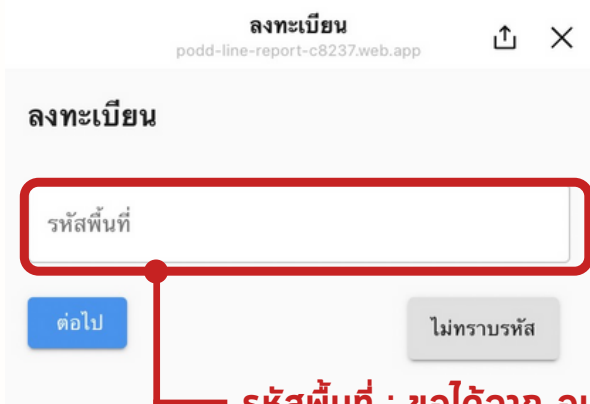 ลงทะเบียน
podd-line-report-c8237.web.app
ลงทะเบียน
รหัสพื้นที่
ต่อไป
ไม่ทราบรหัส
รหัสพื้นที่ : ขอได้จาก